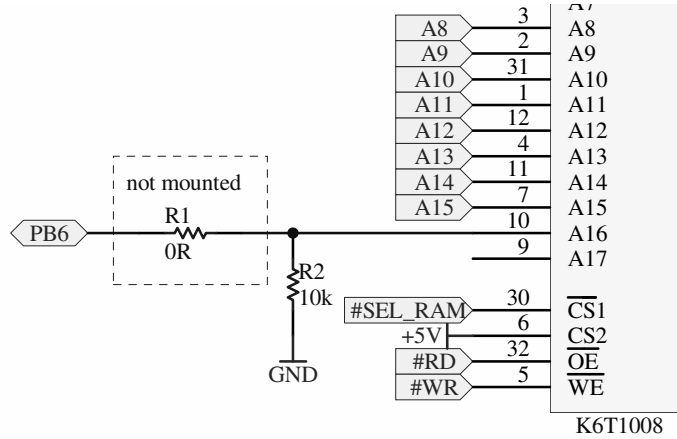 A7
A8 3 A8
A9 2 A9
A10 31 A10
A11 1 A11
A12 12 A12
A13 4 A13
A14 11 A14
A15 7 A15
not mounted
R1
PB6 10 A16
0R
9 A17
R2
10k
GND
#SEL_RAM 30 CS1
+5V 6 CS2
#RD 32 OE
#WR 5 WE
K6T1008